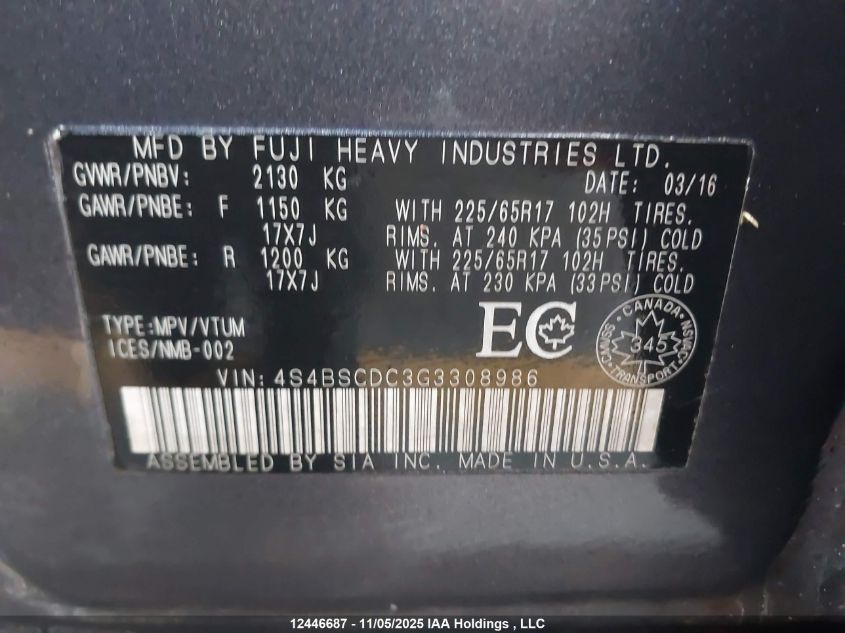 MFD BY FUJI HEAVY INDUSTRIES LTD.
GVWR/PNBV: 2130 KG DATE: 03/16
GAWR/PNBE: F 1150 KG WITH 225/65R17 102H TIRES.
17X7J RIMS. AT 240 KPA (35PSI) COLD
GAWR/PNBE: R 1200 KG WITH 225/65R17 102H TIRES.
17X7J RIMS. AT 230 KPA (33PSI) COLD
TYPE:MPV/VTUM
ICES/NMB-002
EC
CANADA
CMVSS 345 NSVAC
TRANSPORT
VIN: 4S4BSCDC3G3308986
ASSEMBLED BY SIA INC. MADE IN U.S.A.
12446687 - 11/05/2025 IAA Holdings , LLC